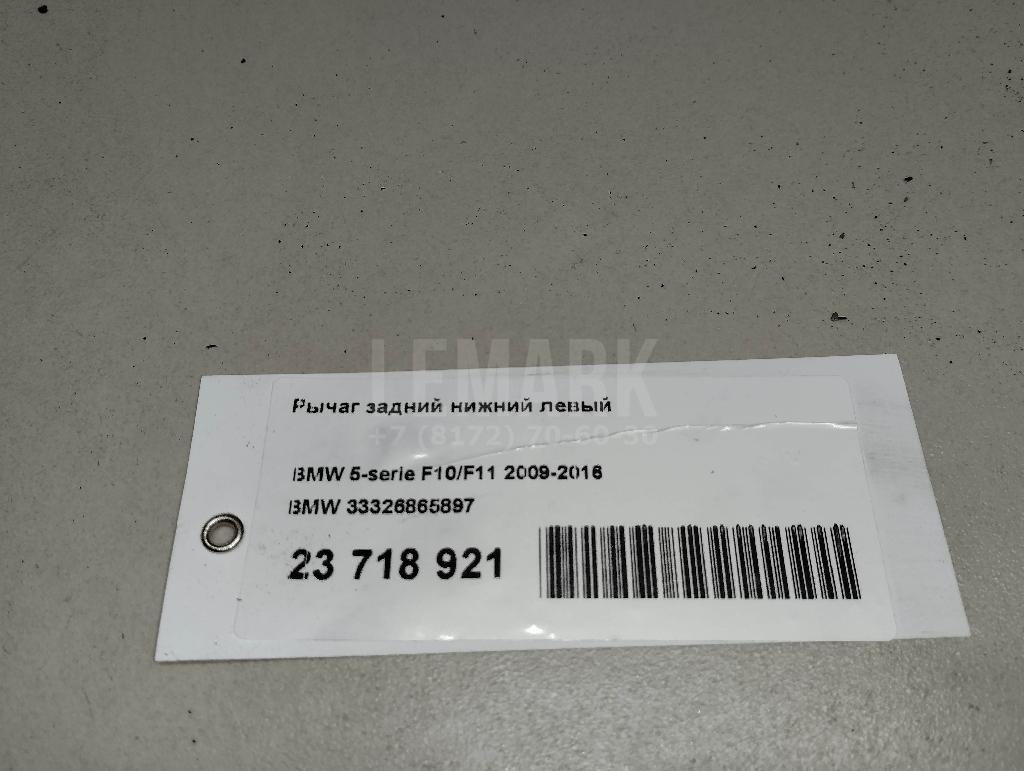 LEMARK
Рычаг задний нижний левый
+7 (8172) 70-60-30
BMW 5-serie F10/F11 2009-2016
BMW 33326865897
23 718 921